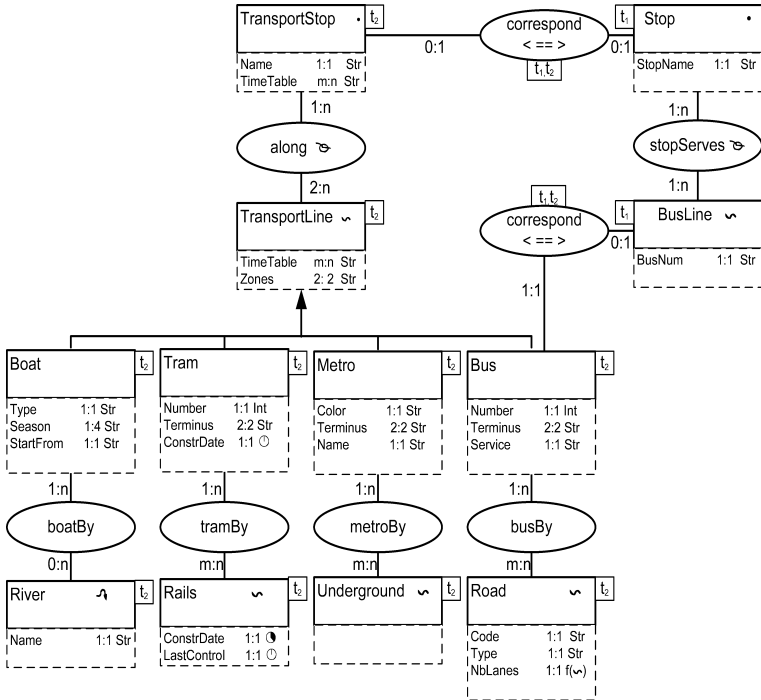 TransportStop t2
Name 1:1 Str
TimeTable m:n Str
0:1
correspond
< == >
t1,t2
0:1
Stop t1
StopName 1:1 Str
1:n
along
2:n
1:n
stopServes
1:n
TransportLine t2
TimeTable m:n Str
Zones 2: 2 Str
t1,t2
correspond
< == >
0:1
1:1
BusLine t1
BusNum 1:1 Str
Boat t2
Type 1:1 Str
Season 1:4 Str
StartFrom 1:1 Str
Tram t2
Number 1:1 Int
Terminus 2:2 Str
ConstrDate 1:1
Metro t2
Color 1:1 Str
Terminus 2:2 Str
Name 1:1 Str
Bus t2
Number 1:1 Int
Terminus 2:2 Str
Service 1:1 Str
1:n
boatBy
0:n
1:n
tramBy
m:n
1:n
metroBy
m:n
1:n
busBy
m:n
River t2
Name 1:1 Str
Rails t2
ConstrDate 1:1
LastControl 1:1
Underground t2
Road t2
Code 1:1 Str
Type 1:1 Str
NbLanes 1:1 f(~)